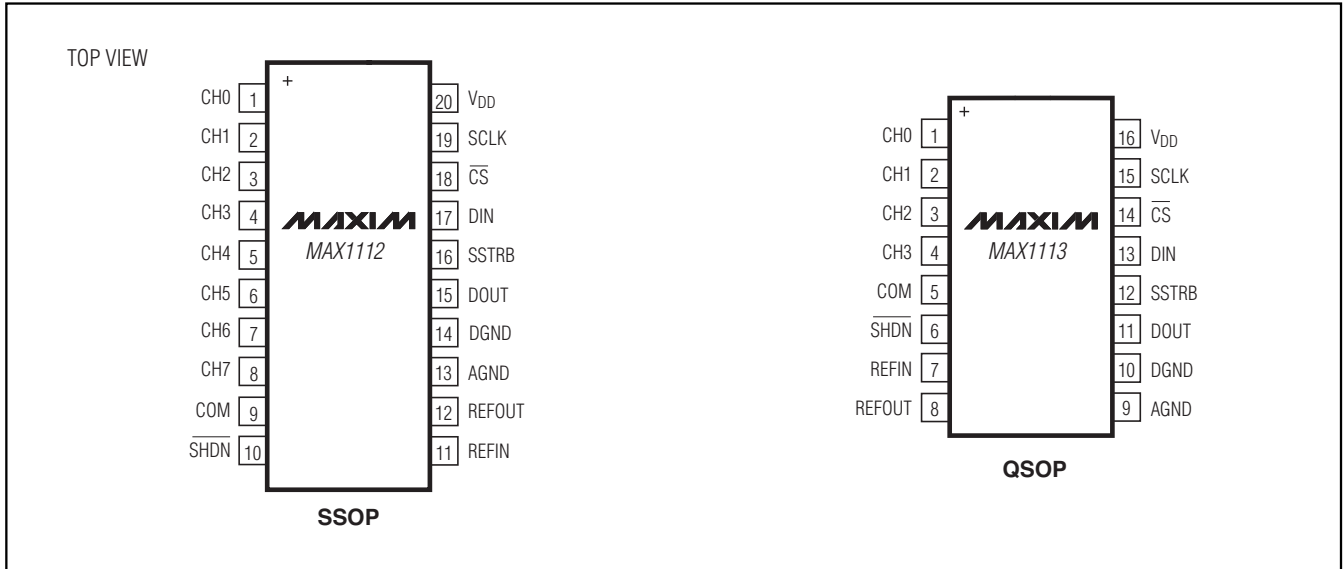 TOP VIEW
+
CH0 1
CH1 2
CH2 3
CH3 4
CH4 5
CH5 6
CH6 7
CH7 8
COM 9
S̅H̅D̅N̅ 10
MAXIM
MAX1112
20 VDD
19 SCLK
18 C̅S̅
17 DIN
16 SSTRB
15 DOUT
14 DGND
13 AGND
12 REFOUT
11 REFIN
SSOP
+
CH0 1
CH1 2
CH2 3
CH3 4
COM 5
S̅H̅D̅N̅ 6
REFIN 7
REFOUT 8
MAXIM
MAX1113
16 VDD
15 SCLK
14 C̅S̅
13 DIN
12 SSTRB
11 DOUT
10 DGND
9 AGND
QSOP